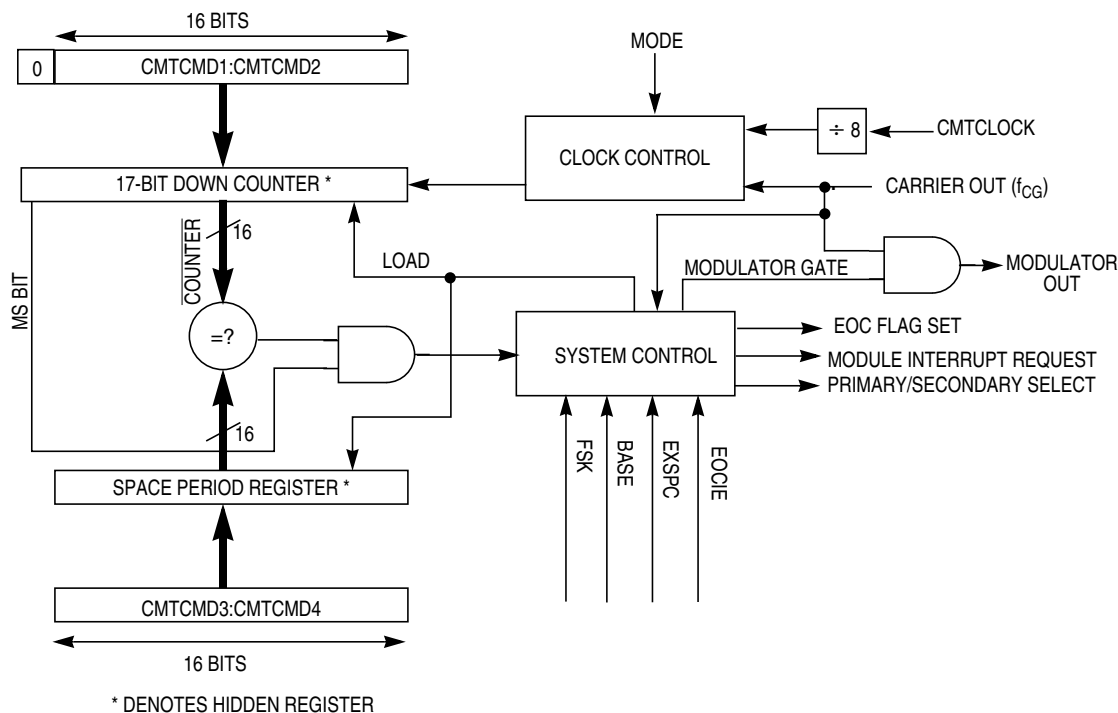 16 BITS
0
CMTCMD1:CMTCMD2
MODE
÷ 8
CMTCLOCK
CLOCK CONTROL
17-BIT DOWN COUNTER *
CARRIER OUT (fCG)
16
COUNTER
LOAD
MODULATOR GATE
MODULATOR
OUT
MS BIT
=?
EOC FLAG SET
SYSTEM CONTROL
MODULE INTERRUPT REQUEST
PRIMARY/SECONDARY SELECT
16
FSK
BASE
EXSPC
EOCIE
SPACE PERIOD REGISTER *
CMTCMD3:CMTCMD4
16 BITS
* DENOTES HIDDEN REGISTER